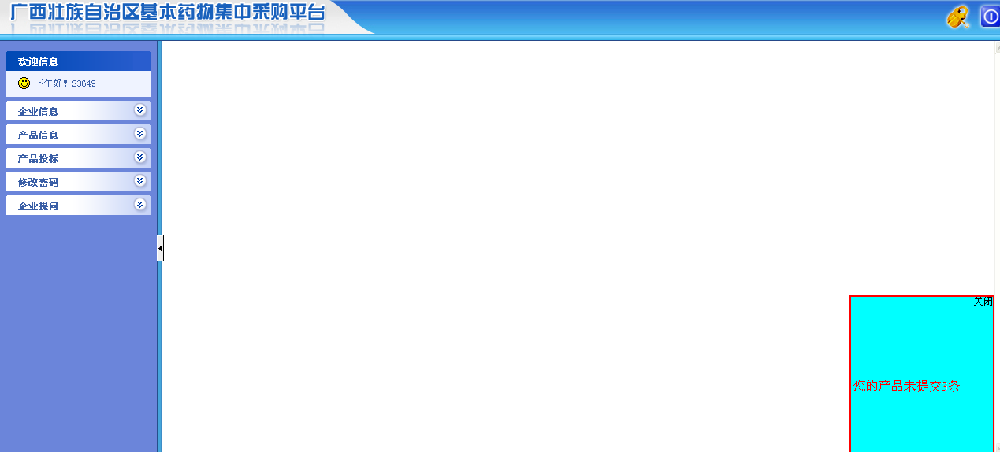 广西壮族自治区基本药物集中采购平台
欢迎信息
下午好! S3649
企业信息
产品信息
产品投标
修改密码
企业提问
关闭
您的产品未提交3条